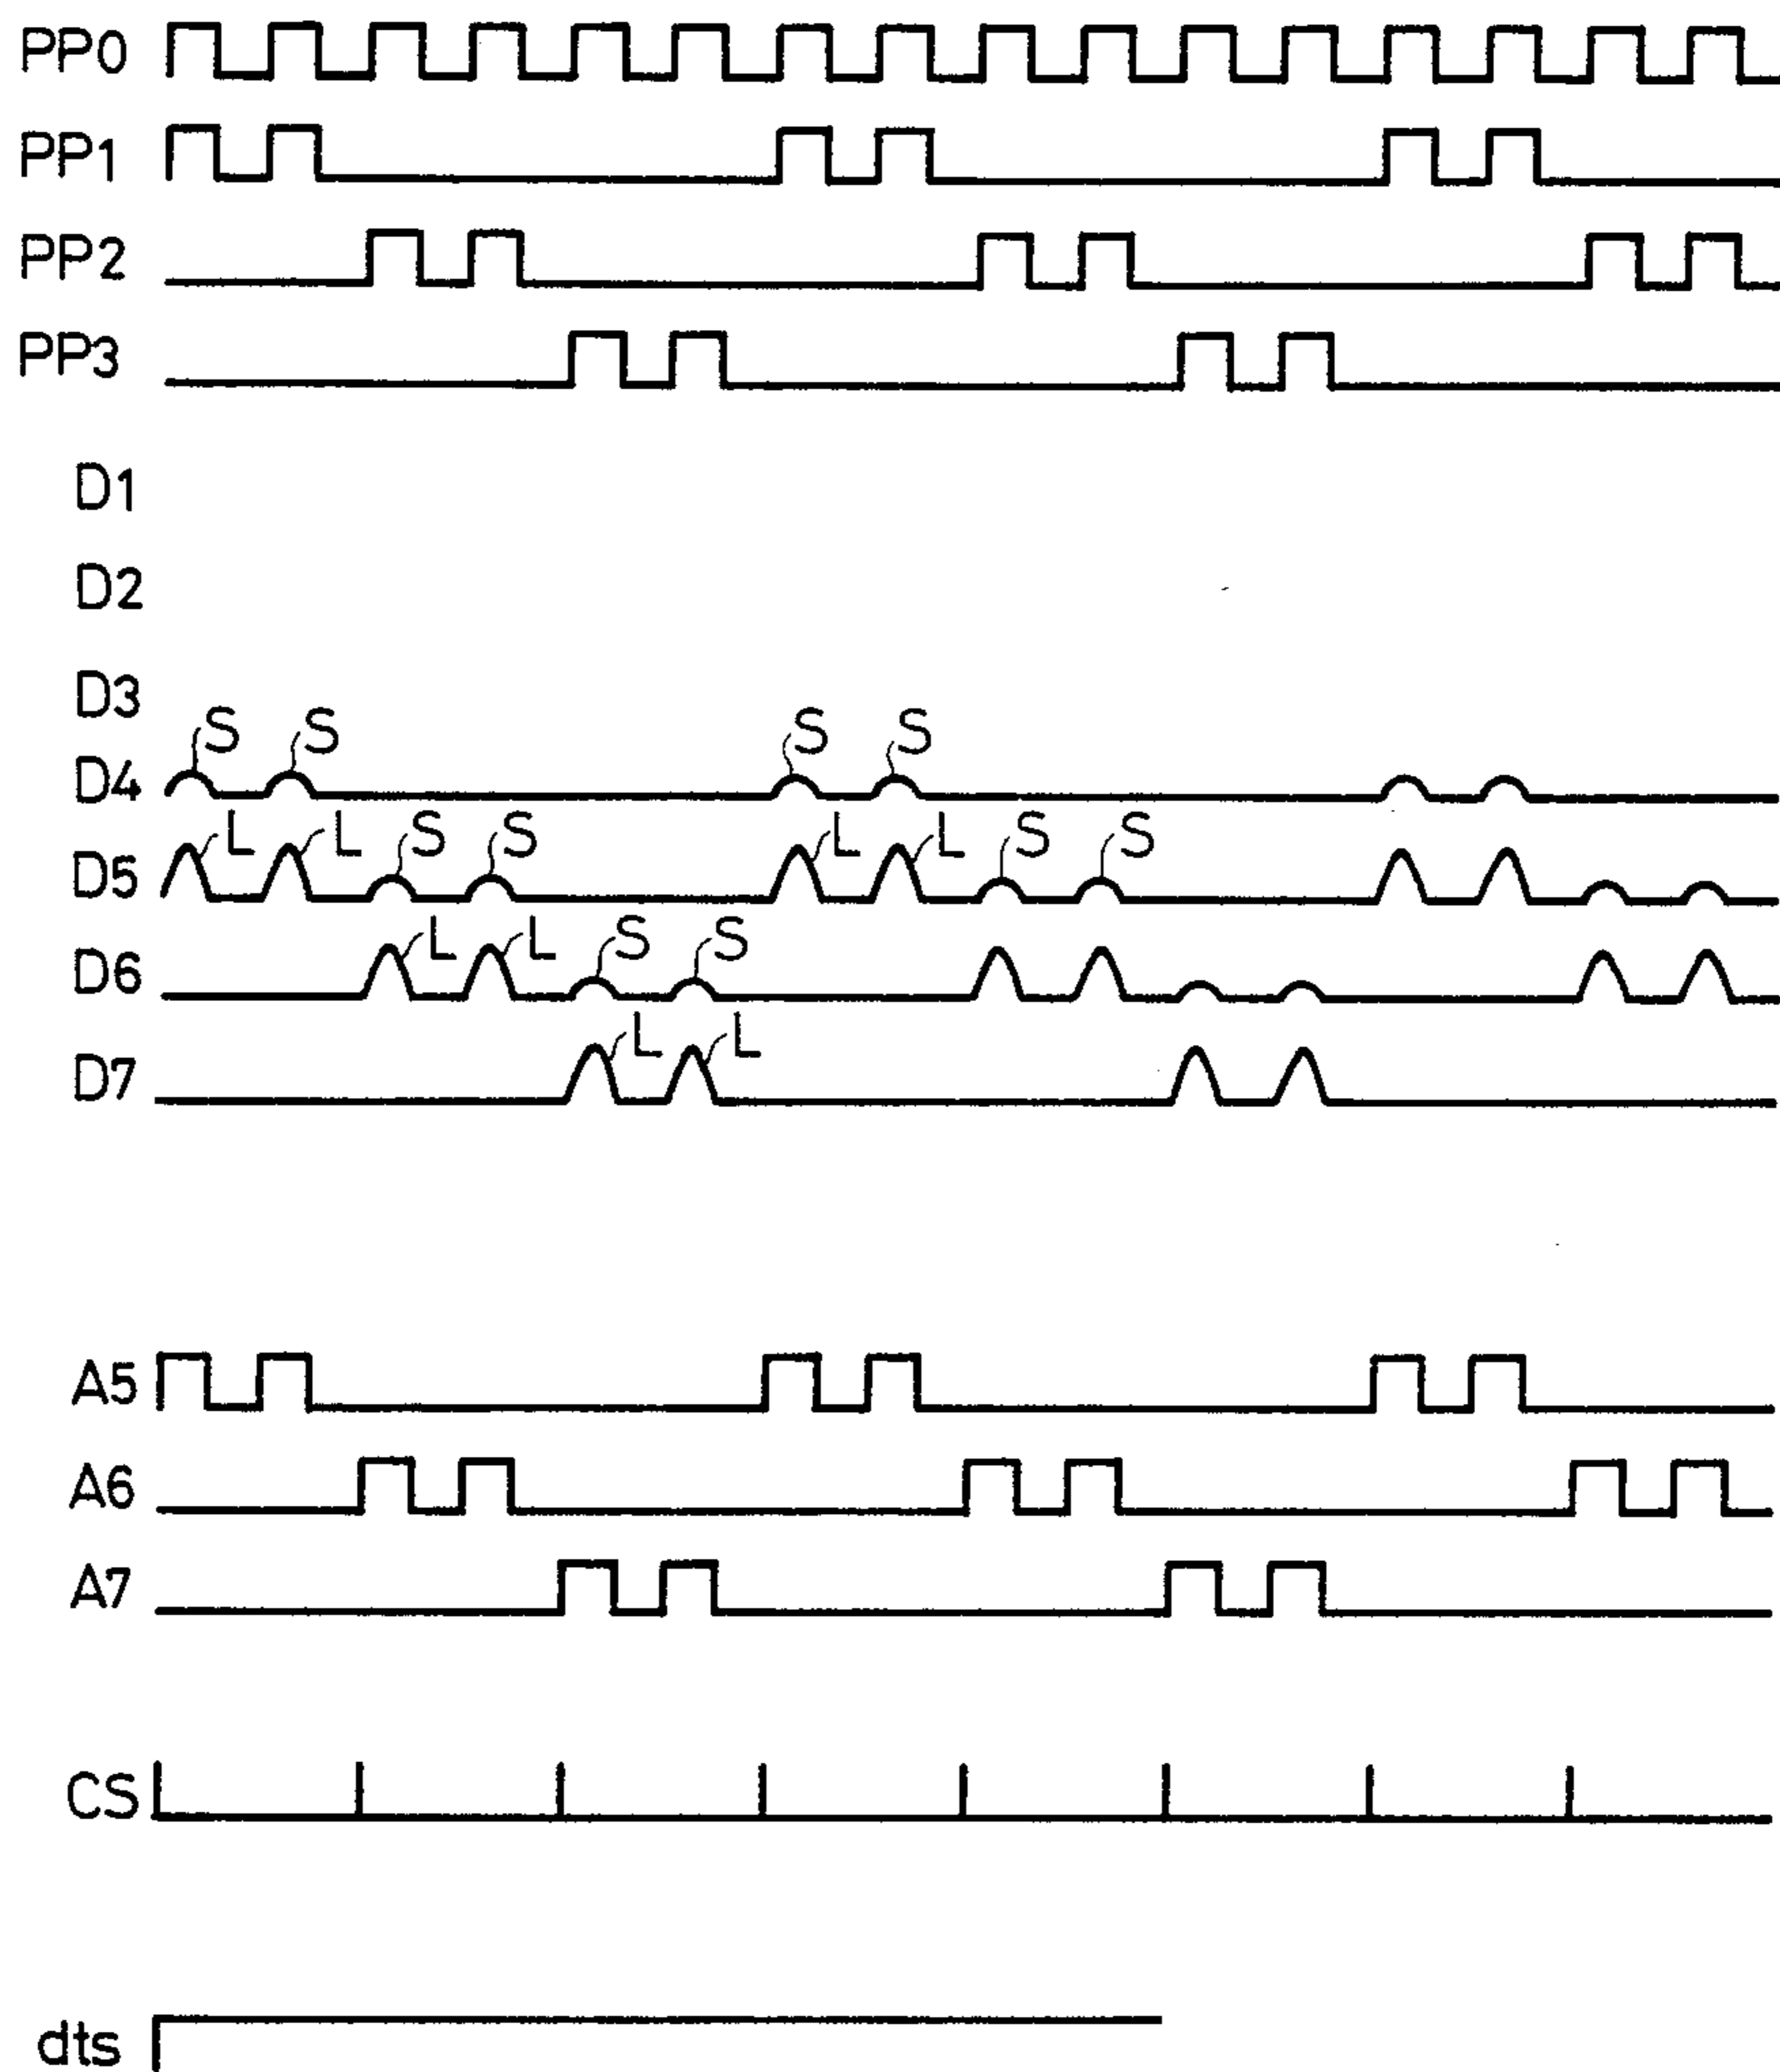 PP0
PP1
PP2
PP3
D1
D2
D3
S S S S
D4
L L S S L L S S
D5
L L S S
D6
L L
D7
A5
A6
A7
CS
dts